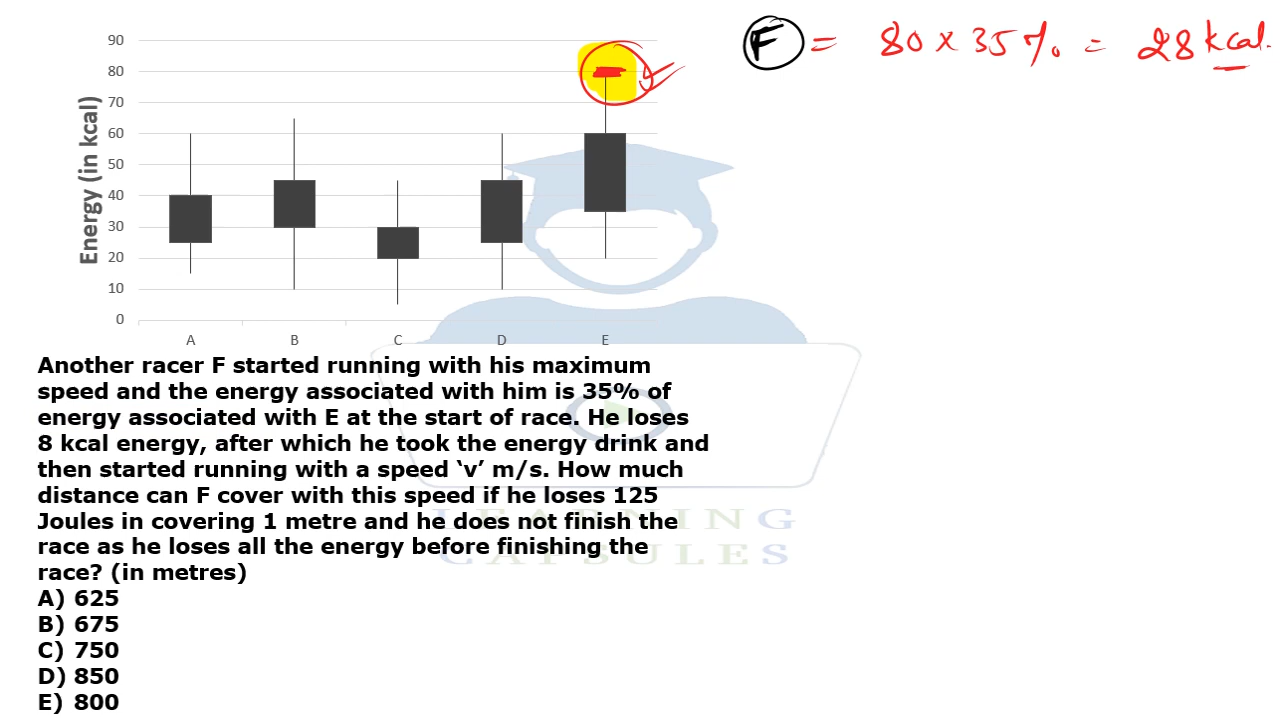 F = 80 x 35% = 28 kcal.
90
80
70
60
50
40
30
20
10
0
Energy (in kcal)
A B C D E
Another racer F started running with his maximum
speed and the energy associated with him is 35% of
energy associated with E at the start of race. He loses
8 kcal energy, after which he took the energy drink and
then started running with a speed ‘v’ m/s. How much
distance can F cover with this speed if he loses 125
Joules in covering 1 metre and he does not finish the
race as he loses all the energy before finishing the
race? (in metres)
A) 625
B) 675
C) 750
D) 850
E) 800
LEARNING
CAPSULES